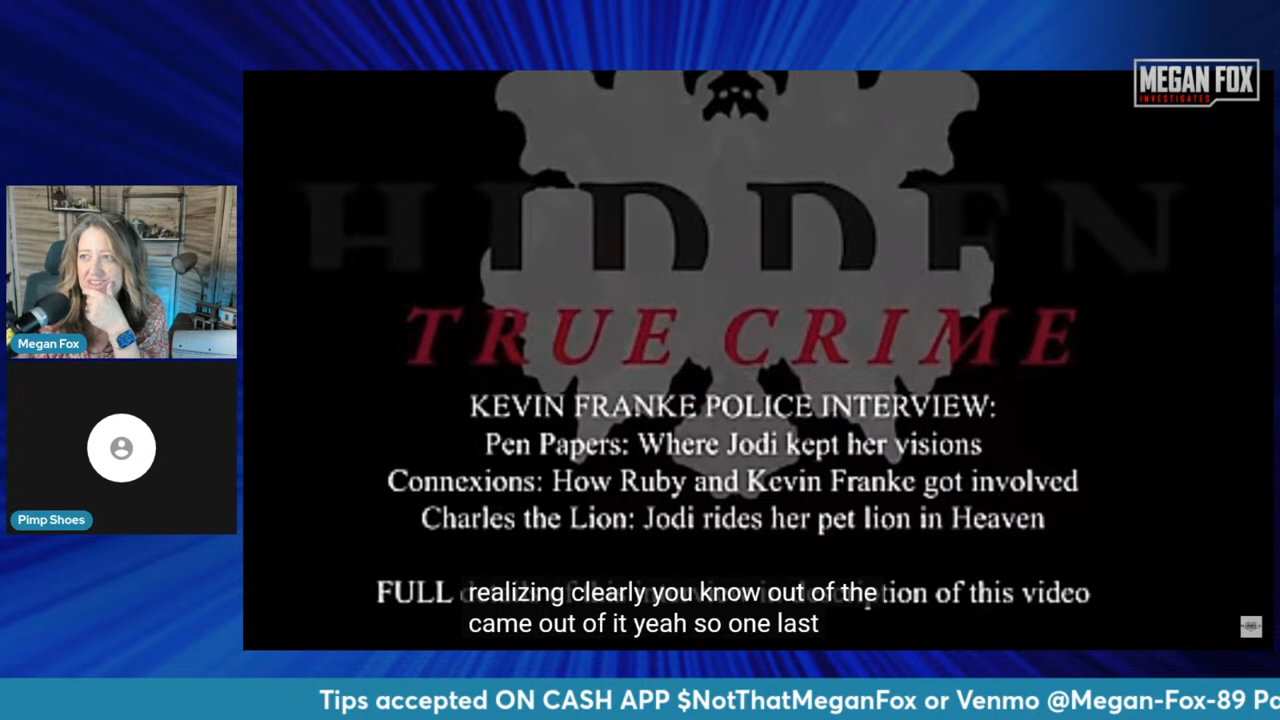 MEGAN FOX
INVESTIGATES
HIDDEN
TRUE CRIME
KEVIN FRANKE POLICE INTERVIEW:
Pen Papers: Where Jodi kept her visions
Connexions: How Ruby and Kevin Franke got involved
Charles the Lion: Jodi rides her pet lion in Heaven
FULL tion of this video
realizing clearly you know out of the
came out of it yeah so one last
Megan Fox
Pimp Shoes
Tips accepted ON CASH APP $NotThatMeganFox or Venmo @Megan-Fox-89